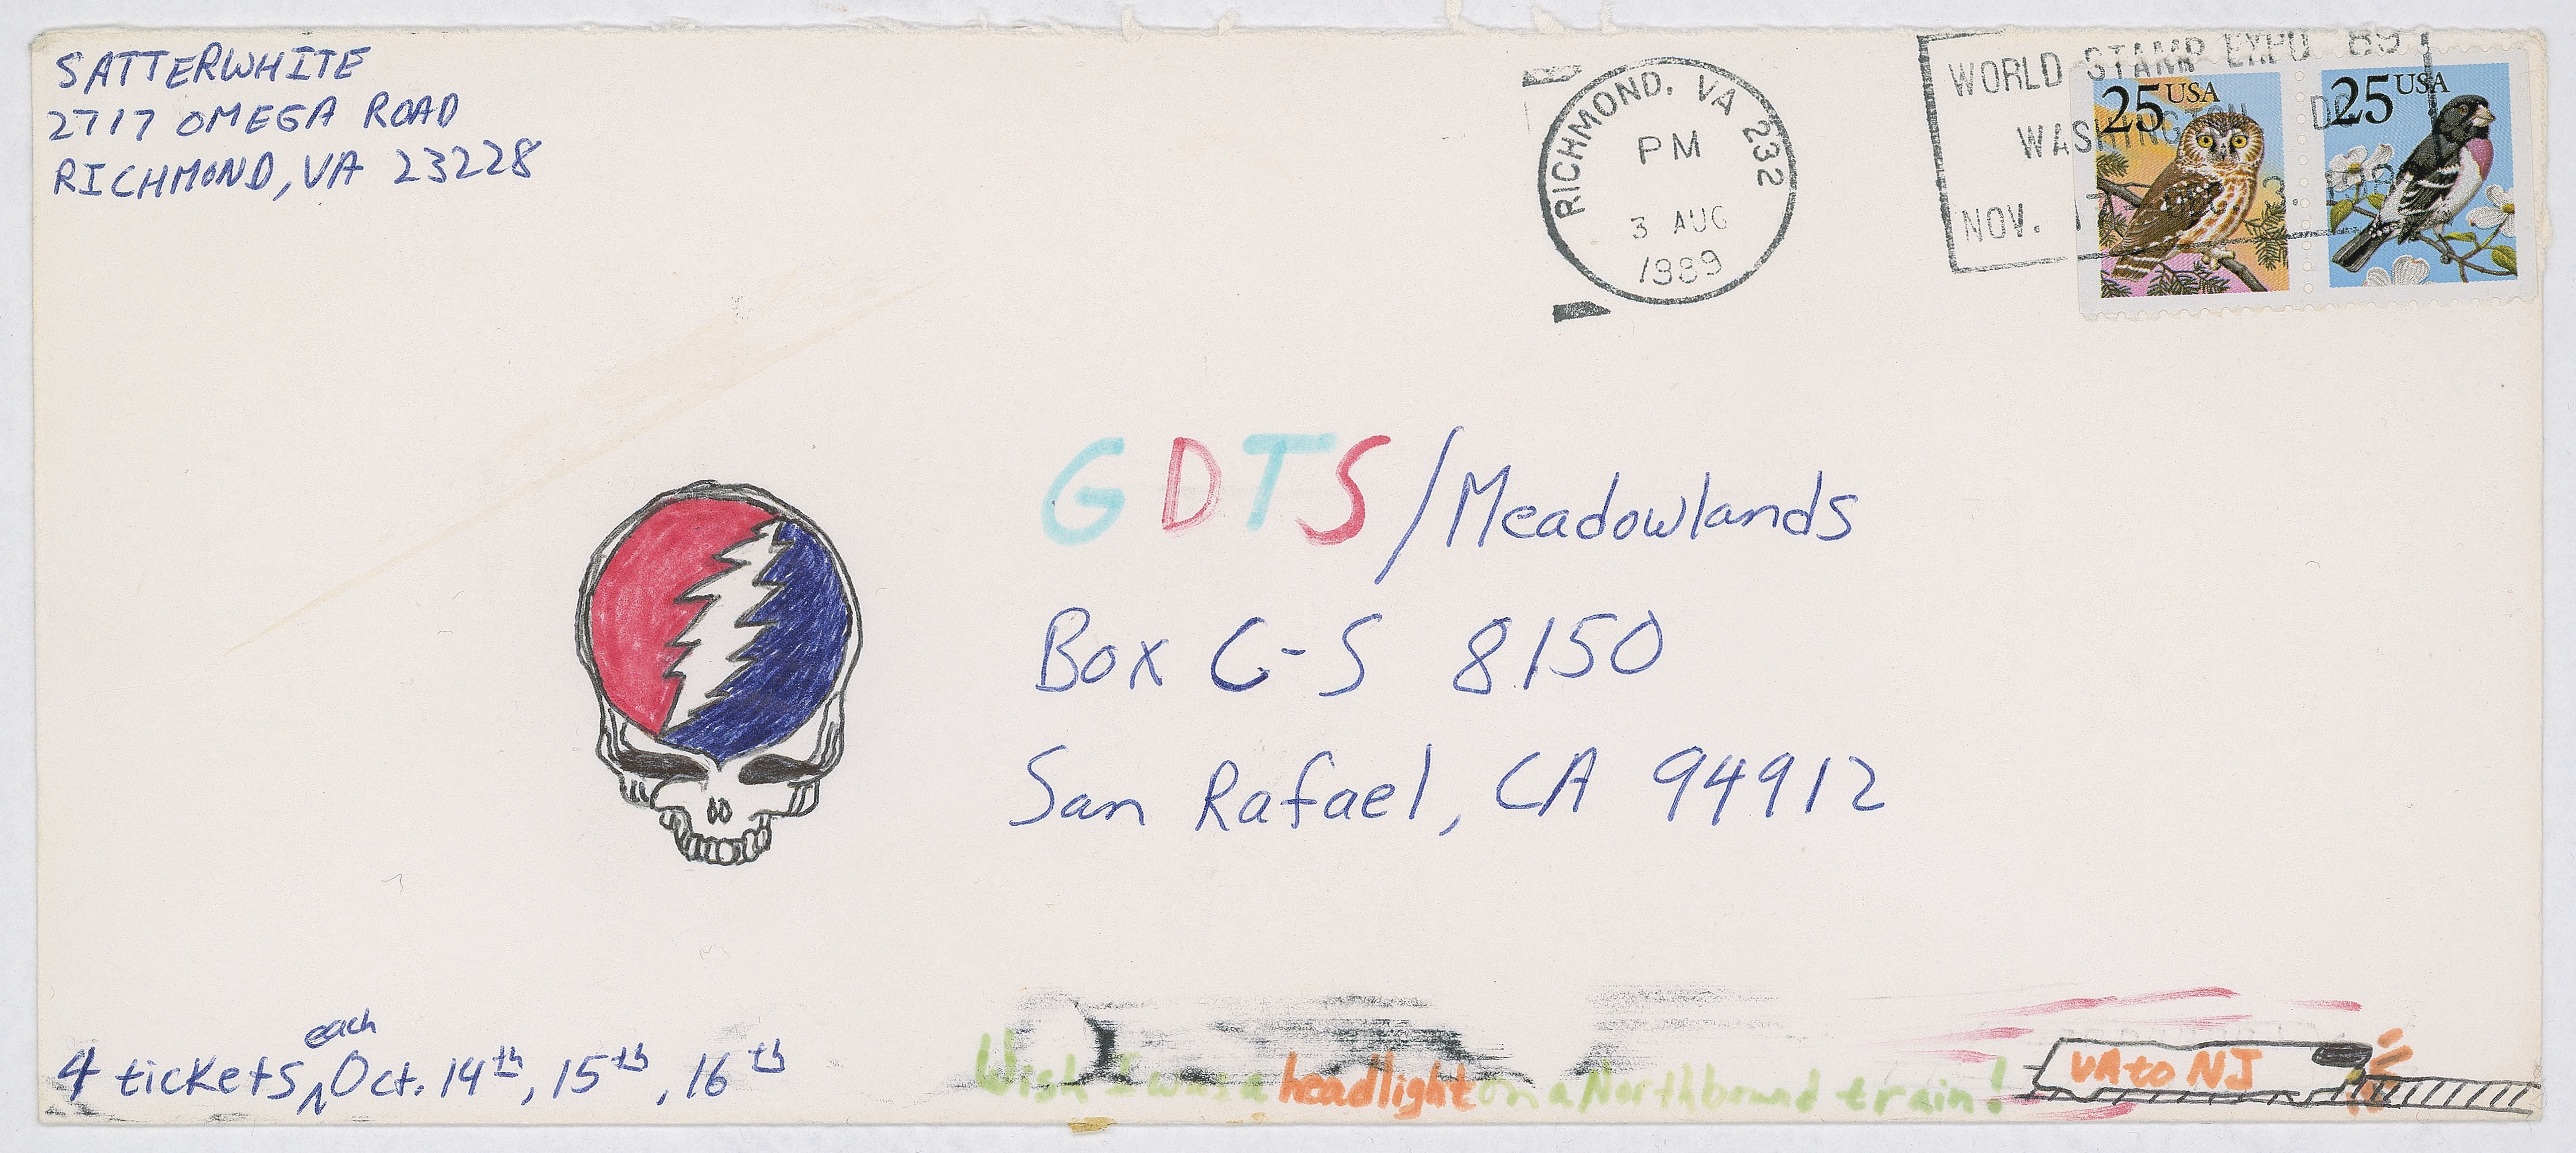 SATTERWHITE
2717 OMEGA ROAD
RICHMOND, VA 23228
RICHMOND, VA 232
PM
3 AUG
1989
WORLD STAMP EXPO 89
WASHINGTON DC
NOV. 17
25 USA
25 USA
GDTS/Meadowlands
Box C-S 8150
San Rafael, CA 94912
each
4 tickets ^ Oct. 14th, 15th, 16th
Wish I was a headlight on a Northbound train!
VA to NJ